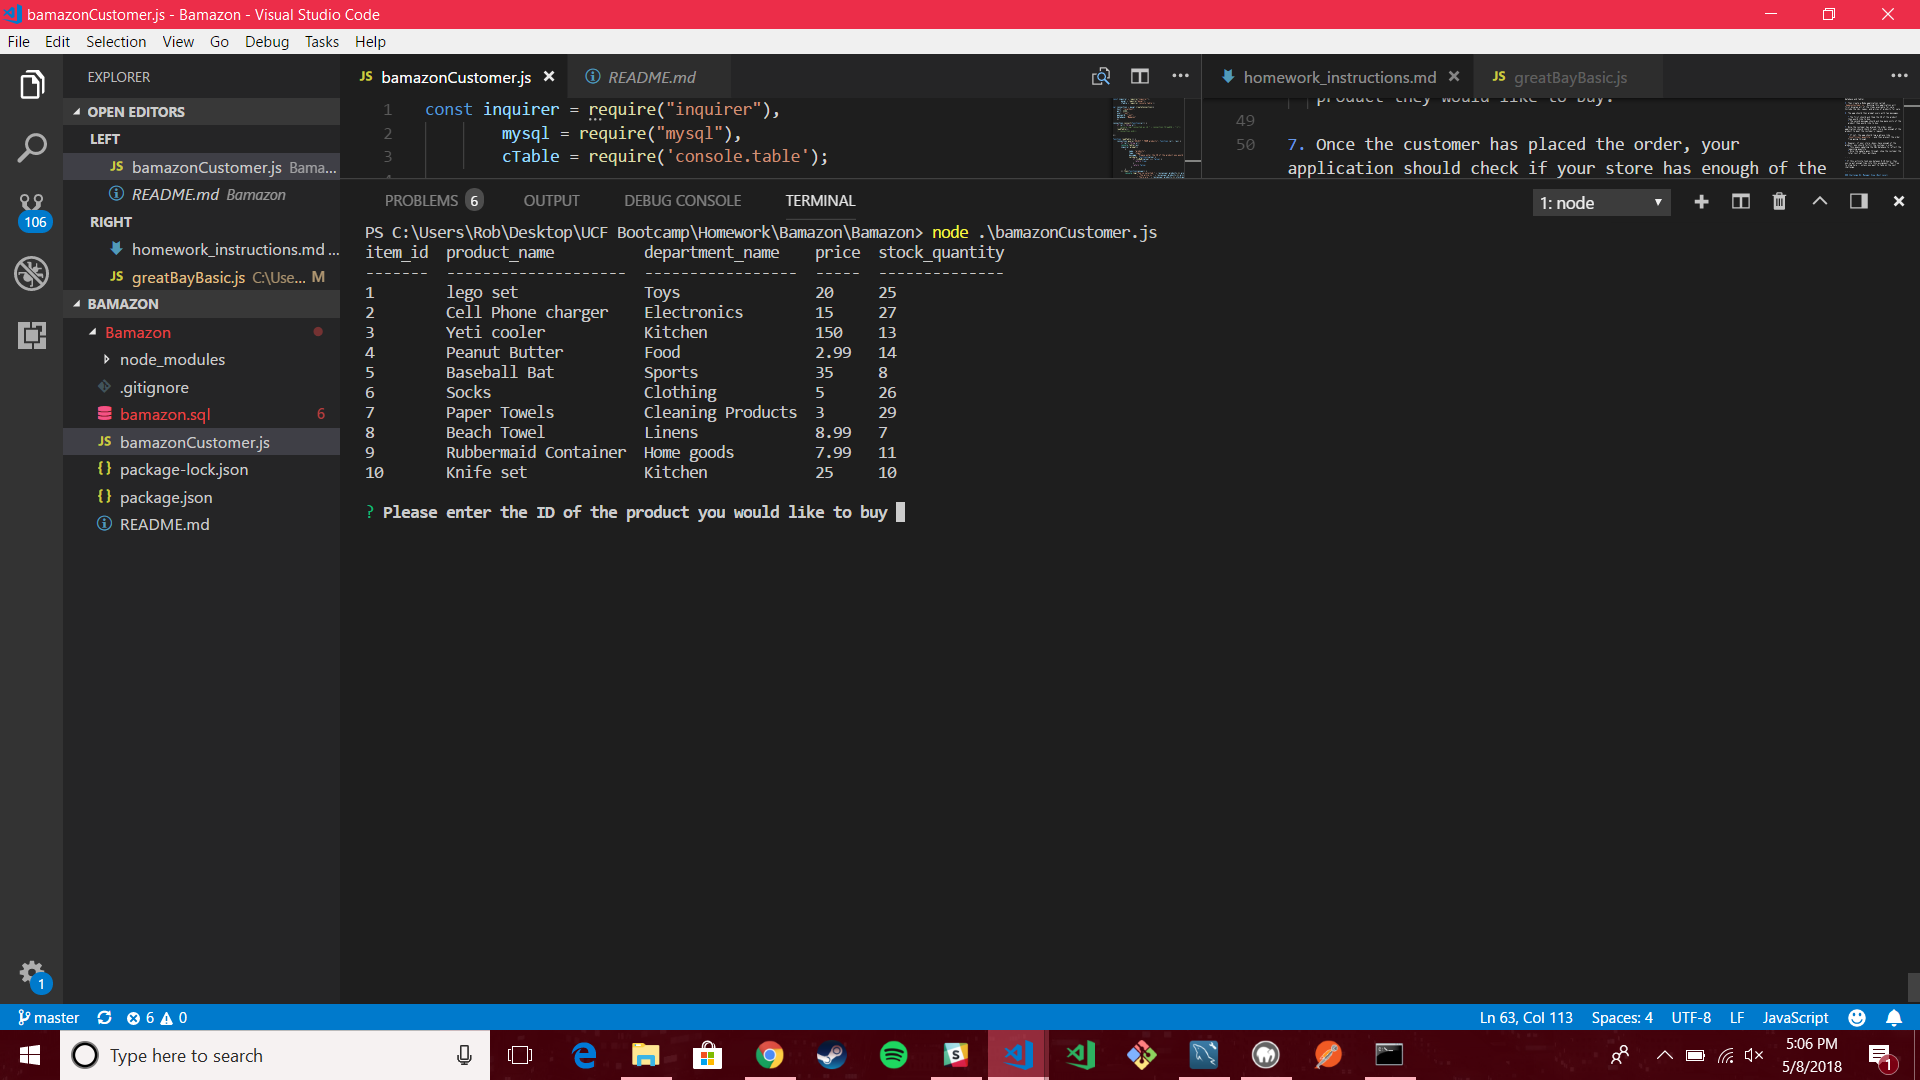 bamazonCustomer.js - Bamazon - Visual Studio Code
File Edit Selection View Go Debug Tasks Help
EXPLORER
OPEN EDITORS
LEFT
JS bamazonCustomer.js Bama...
README.md Bamazon
106
RIGHT
homework_instructions.md ...
JS greatBayBasic.js C:\Use... M
BAMAZON
Bamazon
node_modules
.gitignore
bamazon.sql 6
JS bamazonCustomer.js
{} package-lock.json
{} package.json
README.md
1
JS bamazonCustomer.js README.md
1 const inquirer = require("inquirer"),
2 mysql = require("mysql"),
3 cTable = require('console.table');
homework_instructions.md JS greatBayBasic.js
product they would like to buy.
49
50 7. Once the customer has placed the order, your
application should check if your store has enough of the
PROBLEMS 6 OUTPUT DEBUG CONSOLE TERMINAL
1: node
PS C:\Users\Rob\Desktop\UCF Bootcamp\Homework\Bamazon\Bamazon> node .\bamazonCustomer.js
item_id product_name department_name price stock_quantity
------- -------------------- ----------------- ----- --------------
1 lego set Toys 20 25
2 Cell Phone charger Electronics 15 27
3 Yeti cooler Kitchen 150 13
4 Peanut Butter Food 2.99 14
5 Baseball Bat Sports 35 8
6 Socks Clothing 5 26
7 Paper Towels Cleaning Products 3 29
8 Beach Towel Linens 8.99 7
9 Rubbermaid Container Home goods 7.99 11
10 Knife set Kitchen 25 10
? Please enter the ID of the product you would like to buy
master 6 0
Ln 63, Col 113 Spaces: 4 UTF-8 LF JavaScript
Type here to search
5:06 PM
5/8/2018
1